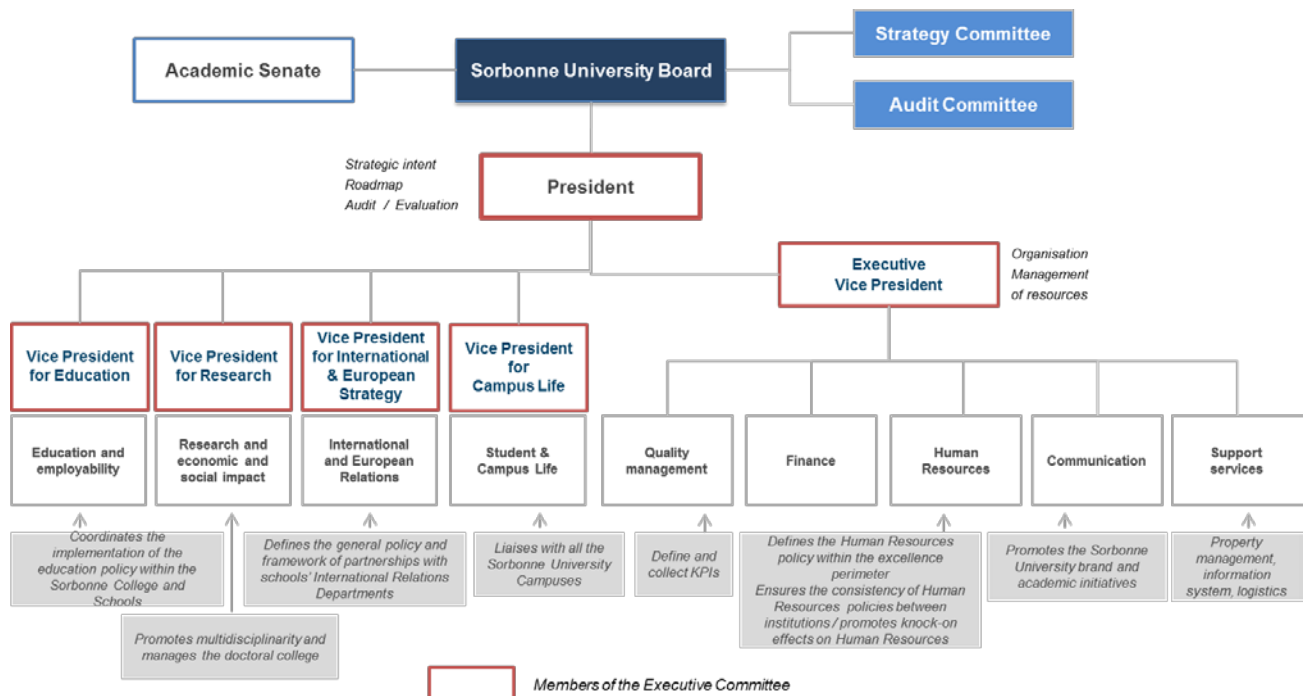 Strategy Committee
Academic Senate
Sorbonne University Board
Audit Committee
Strategic intent
Roadmap
Audit / Evaluation
President
Executive
Vice President
Organisation
Management
of resources
Vice President
for Education
Vice President
for Research
Vice President
for International
& European
Strategy
Vice President
for
Campus Life
Education and
employability
Research and
economic and
social impact
International
and European
Relations
Student &
Campus Life
Quality
management
Finance
Human
Resources
Communication
Support
services
Coordinates the
implementation of the
education policy within the
Sorbonne College and
Schools
Defines the general policy and
framework of partnerships with
schools' International Relations
Departments
Liaises with all the
Sorbonne University
Campuses
Define and
collect KPIs
Defines the Human Resources
policy within the excellence
perimeter
Ensures the consistency of Human
Resources policies between
institutions / promotes knock-on
effects on Human Resources
Promotes the Sorbonne
University brand and
academic initiatives
Property
management,
information
system, logistics
Promotes multidisciplinarity and
manages the doctoral college
Members of the Executive Committee